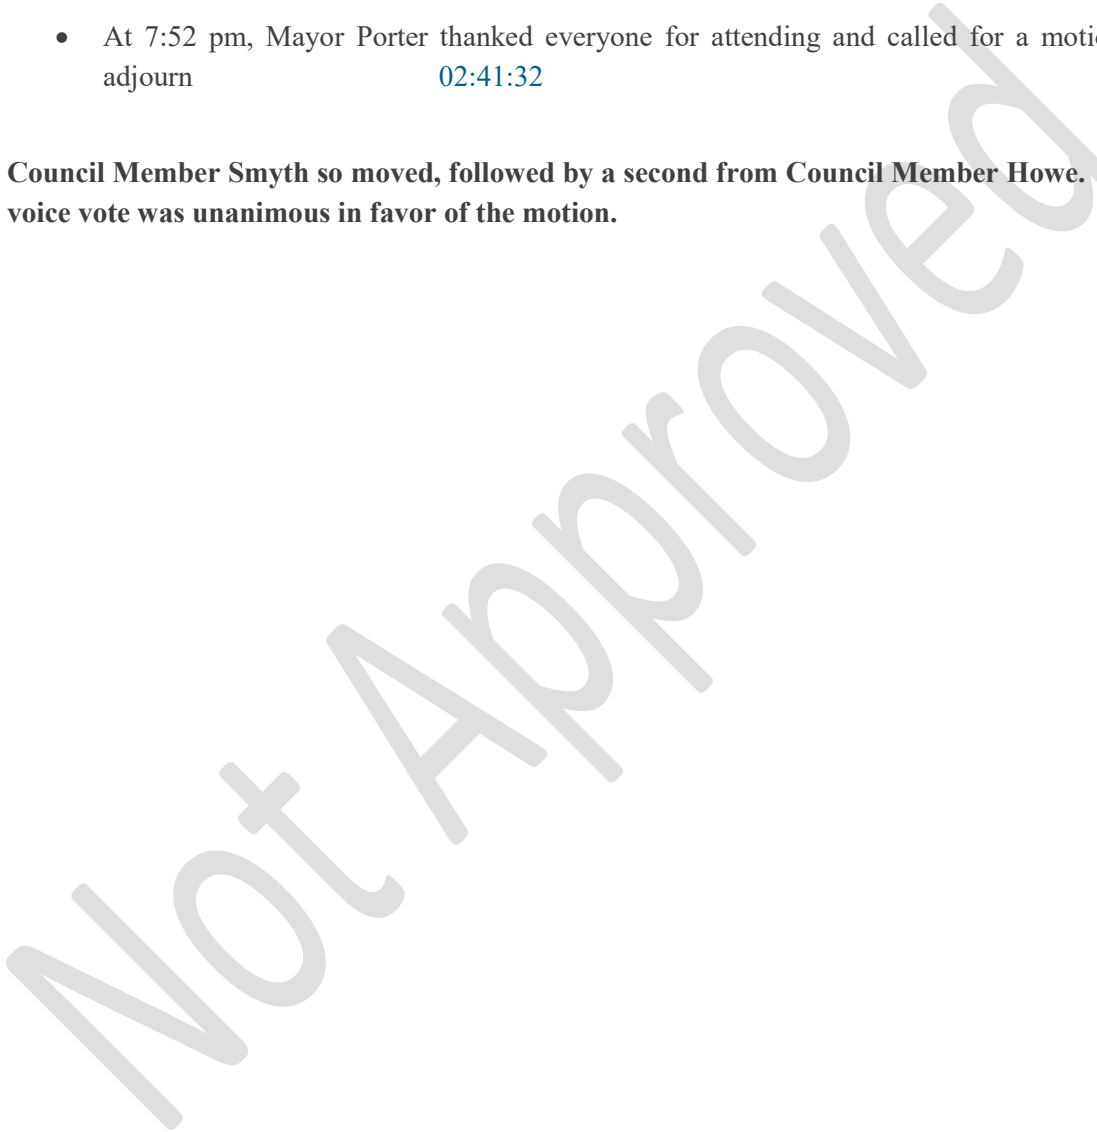 • At 7:52 pm, Mayor Porter thanked everyone for attending and called for a
adjourn 02:41:32
Council Member Smyth so moved, followed by a second from Council Member Howe.
voice vote was unanimous in favor of the motion.
Not Approved